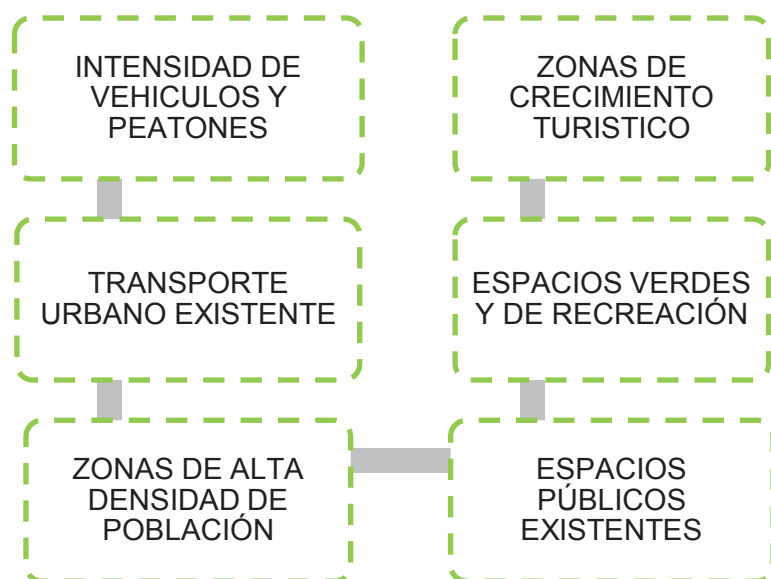 INTENSIDAD DE
VEHICULOS Y
PEATONES
TRANSPORTE
URBANO EXISTENTE
ZONAS DE ALTA
DENSIDAD DE
POBLACIÓN
ESPACIOS
PÚBLICOS
EXISTENTES
ESPACIOS VERDES
Y DE RECREACIÓN
ZONAS DE
CRECIMIENTO
TURISTICO